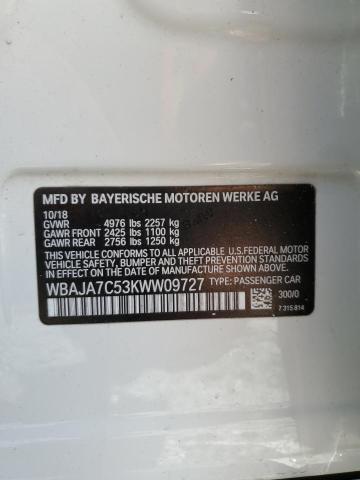 MFD BY BAYERISCHE MOTOREN WERKE AG
10/18
GVWR 4976 lbs 2257 kg
GAWR FRONT 2425 lbs 1100 kg
GAWR REAR 2756 lbs 1250 kg
THIS VEHICLE CONFORMS TO ALL APPLICABLE U.S.FEDERAL MOTOR
VEHICLE SAFETY, BUMPER, AND THEFT PREVENTION STANDARDS
IN EFFECT ON THE DATE OF MANUFACTURE SHOWN ABOVE.
WBAJA7C53KWW09727 TYPE: PASSENGER CAR
300/0
7 315 814